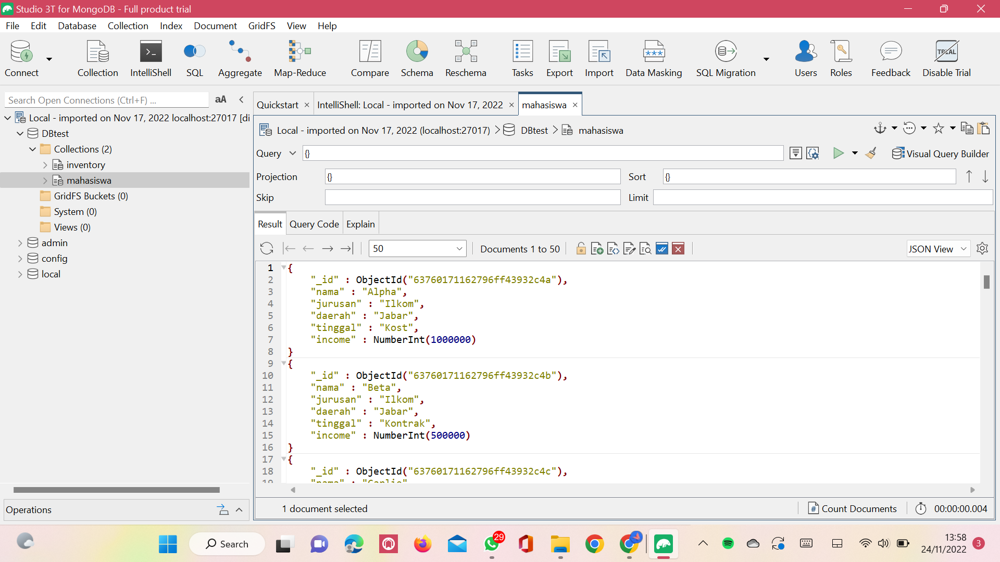 Studio 3T for MongoDB - Full product trial
File Edit Database Collection Index Document GridFS View Help
Connect Collection IntelliShell SQL Aggregate Map-Reduce Compare Schema Reschema Tasks Export Import Data Masking SQL Migration Users Roles Feedback Disable Trial
TRIAL
Search Open Connections (Ctrl+F) ... aA
Local - imported on Nov 17, 2022 localhost:27017 [di
DBtest
Collections (2)
inventory
mahasiswa
GridFS Buckets (0)
System (0)
Views (0)
admin
config
local
Operations
Quickstart × IntelliShell: Local - imported on Nov 17, 2022 × mahasiswa ×
Local - imported on Nov 17, 2022 (localhost:27017) > DBtest > mahasiswa
Query {} Visual Query Builder
Projection {} Sort {}
Skip Limit
Result Query Code Explain
50 Documents 1 to 50 JSON View
1 {
2 "_id" : ObjectId("63760171162796ff43932c4a"),
3 "nama" : "Alpha",
4 "jurusan" : "Ilkom",
5 "daerah" : "Jabar",
6 "tinggal" : "Kost",
7 "income" : NumberInt(1000000)
8 }
9 {
10 "_id" : ObjectId("63760171162796ff43932c4b"),
11 "nama" : "Beta",
12 "jurusan" : "Ilkom",
13 "daerah" : "Jabar",
14 "tinggal" : "Kontrak",
15 "income" : NumberInt(500000)
16 }
17 {
18 "_id" : ObjectId("63760171162796ff43932c4c"),
19 "nama" :
1 document selected # Count Documents 00:00:00.004
Search 29 13:58
24/11/2022 3